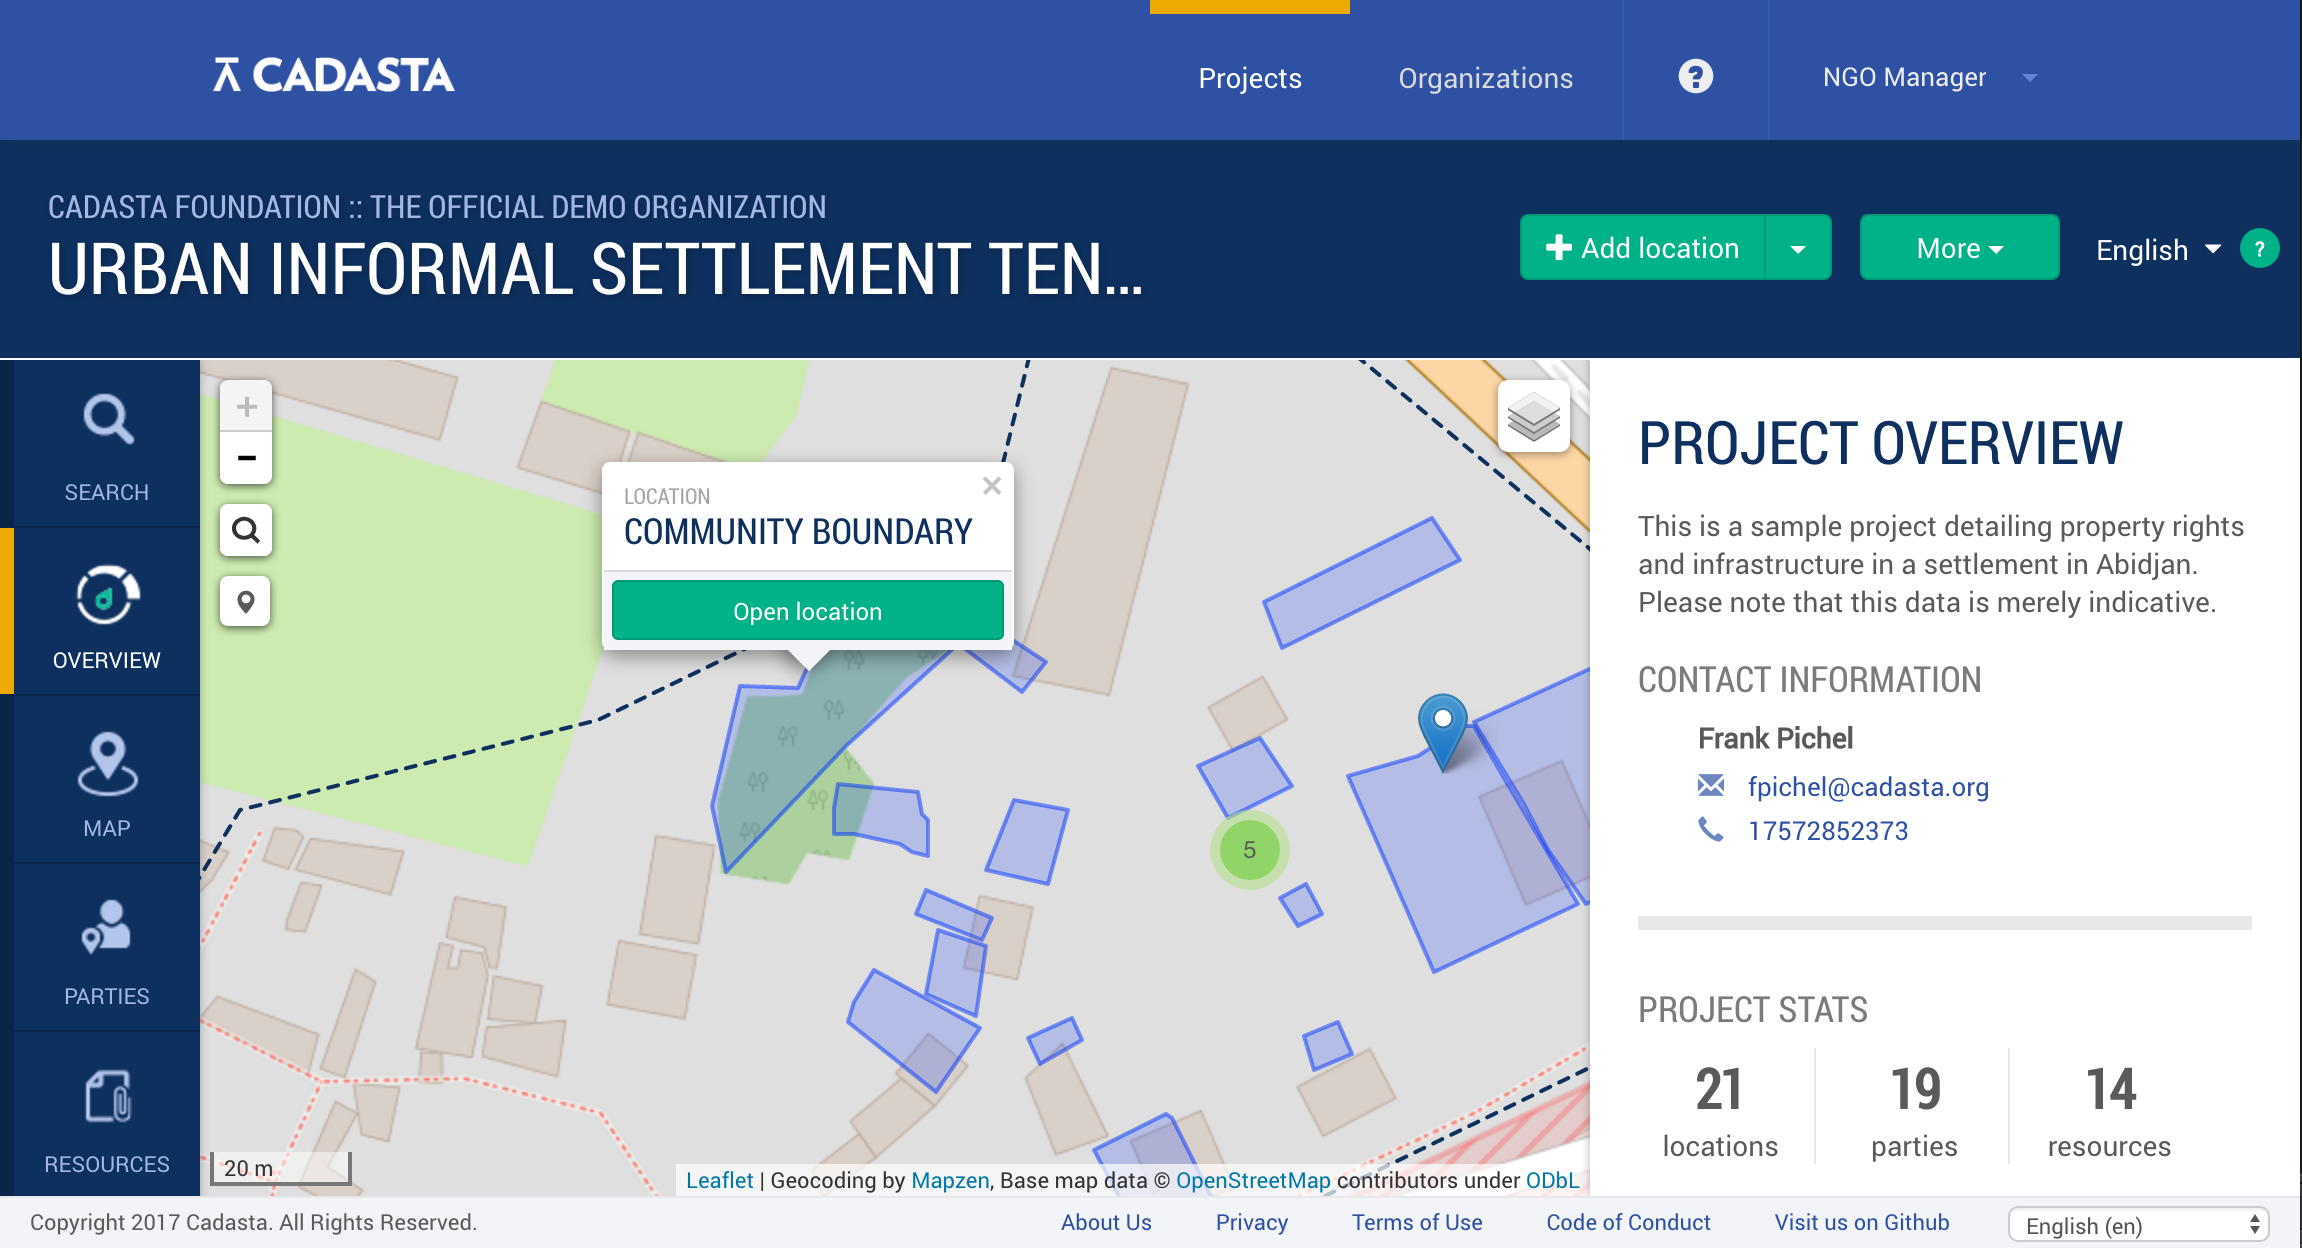 CADASTA
Projects
Organizations
?
NGO Manager
CADASTA FOUNDATION :: THE OFFICIAL DEMO ORGANIZATION
URBAN INFORMAL SETTLEMENT TEN...
+ Add location
More
English
?
SEARCH
OVERVIEW
MAP
PARTIES
RESOURCES
+
−
LOCATION
COMMUNITY BOUNDARY
×
Open location
5
20 m
Leaflet | Geocoding by Mapzen, Base map data © OpenStreetMap contributors under ODbL
PROJECT OVERVIEW
This is a sample project detailing property rights
and infrastructure in a settlement in Abidjan.
Please note that this data is merely indicative.
CONTACT INFORMATION
Frank Pichel
fpichel@cadasta.org
17572852373
PROJECT STATS
21
locations
19
parties
14
resources
Copyright 2017 Cadasta. All Rights Reserved.
About Us
Privacy
Terms of Use
Code of Conduct
Visit us on Github
English (en)